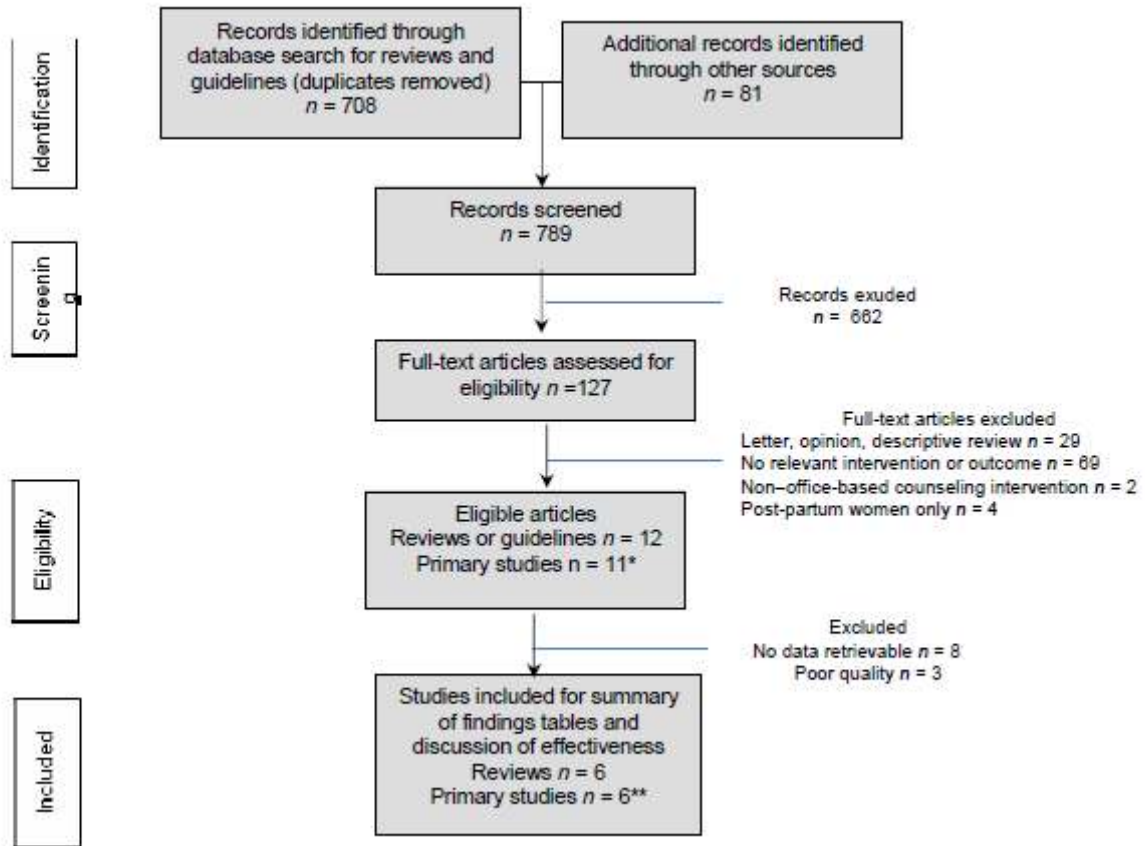 Identification
Records identified through
database search for reviews and
guidelines (duplicates removed)
n = 708
Additional records identified
through other sources
n = 81
Records screened
n = 789
Screenin
g
Records exuded
n = 662
Full-text articles assessed for
eligibility n =127
Full-text articles excluded
Letter, opinion, descriptive review n = 29
No relevant intervention or outcome n = 69
Non–office-based counseling intervention n = 2
Post-partum women only n = 4
Eligibility
Eligible articles
Reviews or guidelines n = 12
Primary studies n = 11*
Excluded
No data retrievable n = 8
Poor quality n = 3
Included
Studies included for summary
of findings tables and
discussion of effectiveness
Reviews n = 6
Primary studies n = 6**